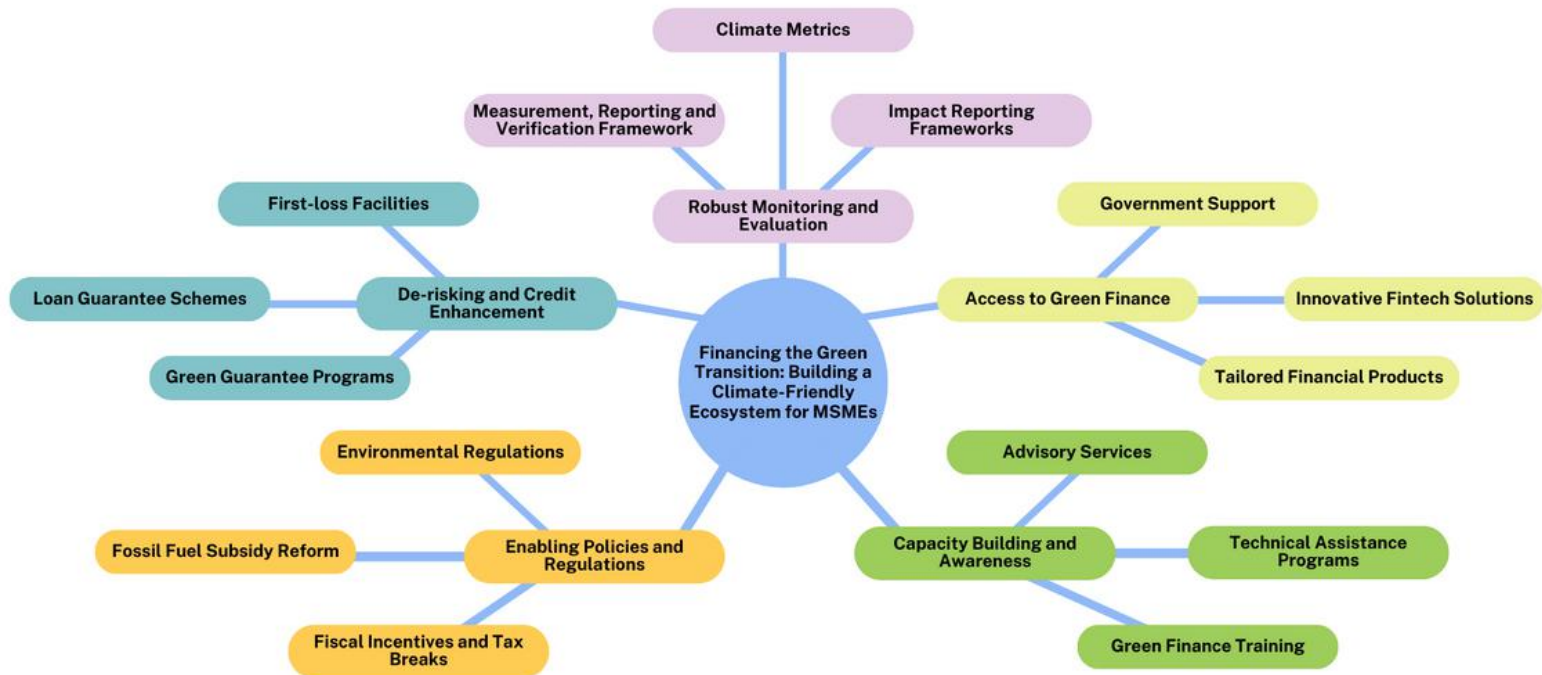 Climate Metrics
Measurement, Reporting and
Verification Framework
Impact Reporting
Frameworks
Robust Monitoring and
Evaluation
First-loss Facilities
Loan Guarantee Schemes
De-risking and Credit
Enhancement
Green Guarantee Programs
Government Support
Access to Green Finance
Innovative Fintech Solutions
Tailored Financial Products
Financing the Green
Transition: Building a
Climate-Friendly
Ecosystem for MSMEs
Environmental Regulations
Fossil Fuel Subsidy Reform
Enabling Policies and
Regulations
Fiscal Incentives and Tax
Breaks
Advisory Services
Capacity Building and
Awareness
Technical Assistance
Programs
Green Finance Training